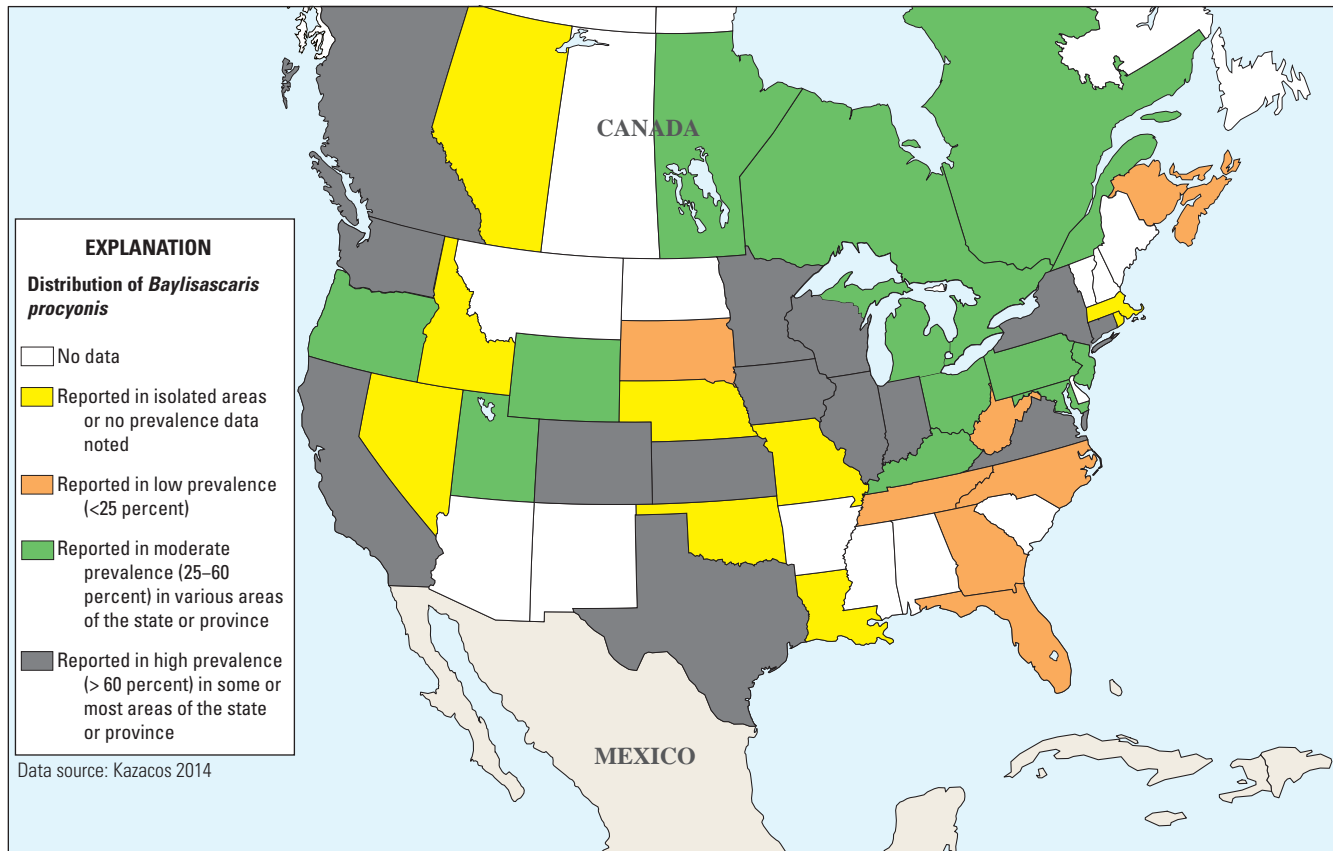 CANADA
EXPLANATION
Distribution of Baylisascaris
procyonis
No data
Reported in isolated areas
or no prevalence data
noted
Reported in low prevalence
(<25 percent)
Reported in moderate
prevalence (25–60
percent) in various areas
of the state or province
Reported in high prevalence
(> 60 percent) in some or
most areas of the state
or province
MEXICO
Data source: Kazacos 2014